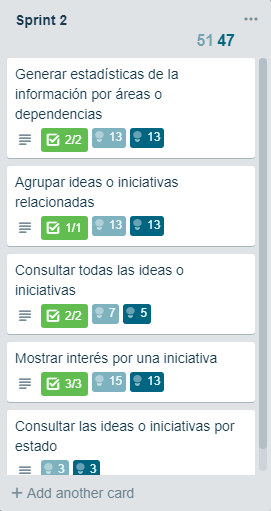 Sprint 2
51 47
Generar estadísticas de la
información por áreas o
dependencias
2/2 13 13
Agrupar ideas o iniciativas
relacionadas
1/1 13 13
Consultar todas las ideas o
iniciativas
2/2 7 5
Mostrar interés por una iniciativa
3/3 15 13
Consultar las ideas o iniciativas por
estado
3 3
+ Add another card